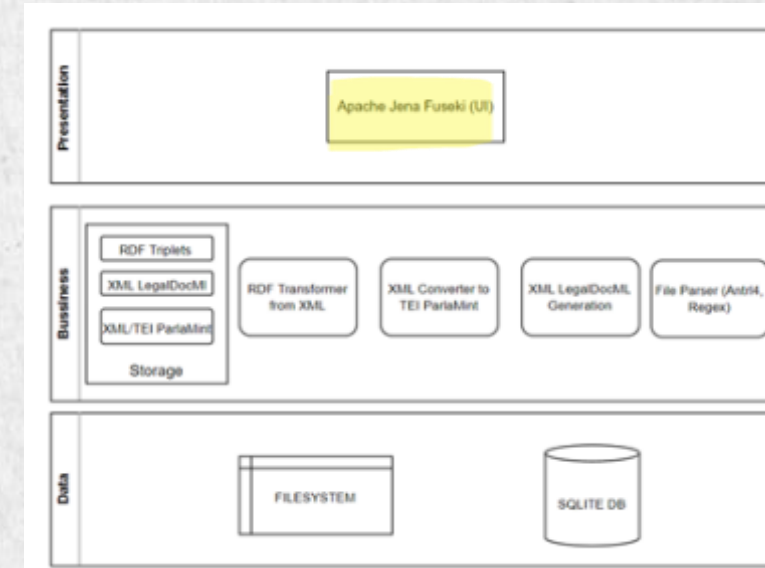 Presentation
Apache Jena Fuseki (UI)
Bussiness
RDF Triplets
XML LegalDocMl
XML/TEI ParlaMint
Storage
RDF Transformer
from XML
XML Converter to
TEI ParlaMint
XML LegalDocML
Generation
File Parser (Antlr4,
Regex)
Data
FILESYSTEM
SQLITE DB